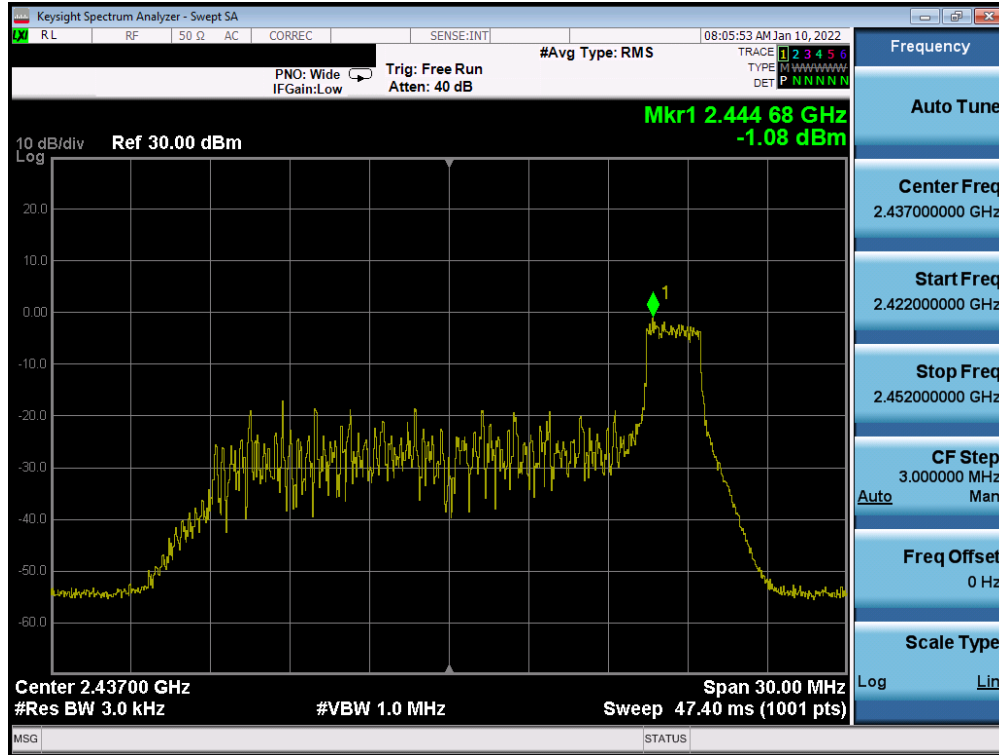 Keysight Spectrum Analyzer - Swept SA
LXI RL RF 50 Ω AC CORREC SENSE:INT 08:05:53 AM Jan 10, 2022
#Avg Type: RMS TRACE 1 2 3 4 5 6
PNO: Wide Trig: Free Run TYPE M W W W W W
IFGain:Low Atten: 40 dB DET P N N N N N
Mkr1 2.444 68 GHz
-1.08 dBm
10 dB/div Ref 30.00 dBm
Log
20.0
10.0
1
0.00
-10.0
-20.0
-30.0
-40.0
-50.0
-60.0
Center 2.43700 GHz Span 30.00 MHz
#Res BW 3.0 kHz #VBW 1.0 MHz Sweep 47.40 ms (1001 pts)
MSG STATUS
Frequency
Auto Tune
Center Freq
2.437000000 GHz
Start Freq
2.422000000 GHz
Stop Freq
2.452000000 GHz
CF Step
3.000000 MHz
Auto Man
Freq Offset
0 Hz
Scale Type
Log Lin